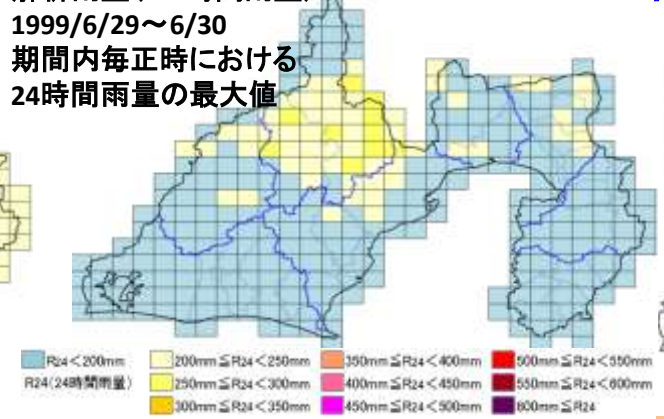 1999/6/29～6/30
期間内毎正時における
24時間雨量の最大値
R24＜200mm
200mm≦R24＜250mm
350mm≦R24＜400mm
500mm≦R24＜550mm
R24(24時間雨量)
250mm≦R24＜300mm
400mm≦R24＜450mm
550mm≦R24＜600mm
300mm≦R24＜350mm
450mm≦R24＜500mm
600mm≦R24